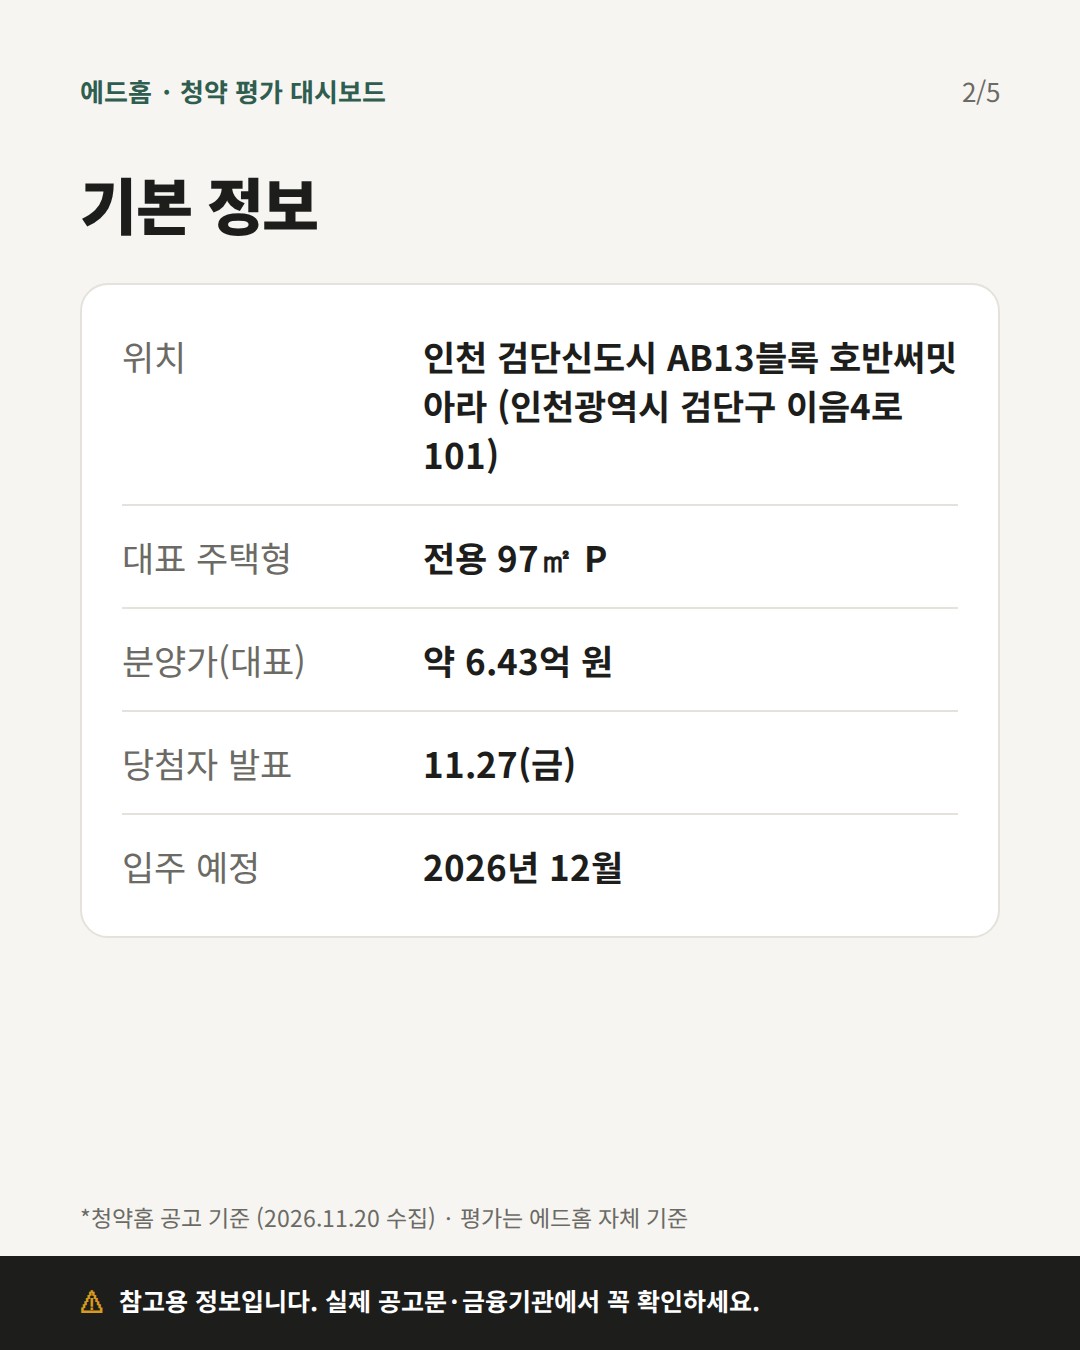 에드홈 · 청약 평가 대시보드
2/5
기본 정보
위치
인천 검단신도시 AB13블록 호반써밋
아라 (인천광역시 검단구 이음4로
101)
대표 주택형
전용 97㎡ P
분양가(대표)
약 6.43억 원
당첨자 발표
11.27(금)
입주 예정
2026년 12월
*청약홈 공고 기준 (2026.11.20 수집) · 평가는 에드홈 자체 기준
⚠ 참고용 정보입니다. 실제 공고문·금융기관에서 꼭 확인하세요.